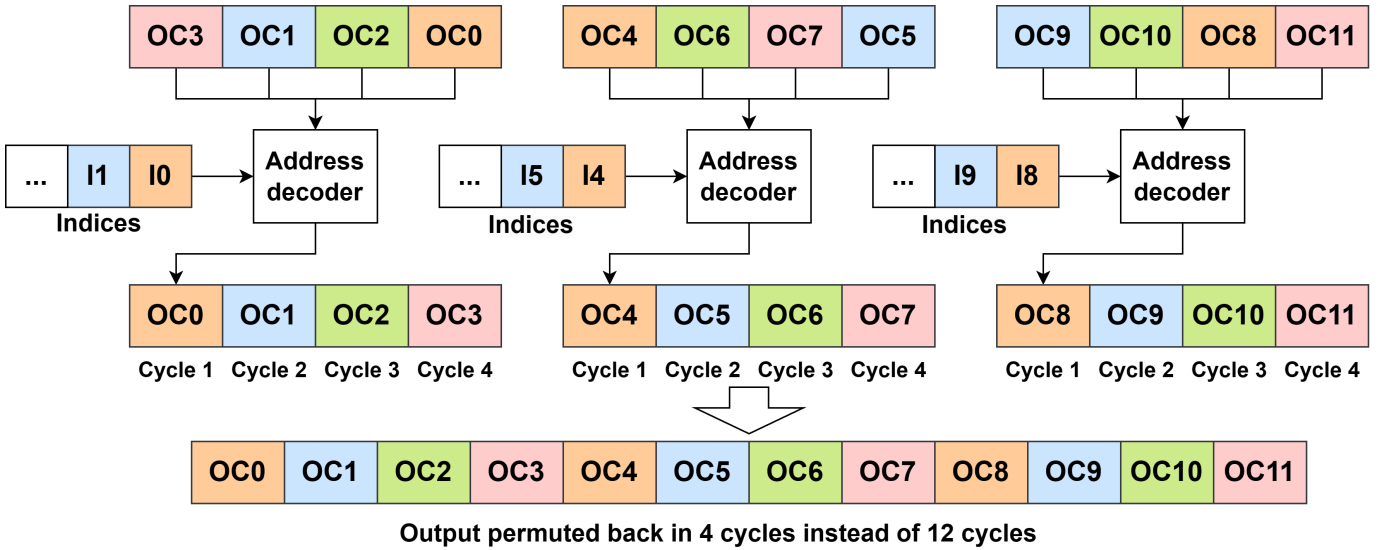 OC3 OC1 OC2 OC0 OC4 OC6 OC7 OC5 OC9 OC10 OC8 OC11
Address decoder Address decoder Address decoder
... I1 I0 ... I5 I4 ... I9 I8
Indices Indices Indices
OC0 OC1 OC2 OC3 OC4 OC5 OC6 OC7 OC8 OC9 OC10 OC11
Cycle 1 Cycle 2 Cycle 3 Cycle 4 Cycle 1 Cycle 2 Cycle 3 Cycle 4 Cycle 1 Cycle 2 Cycle 3 Cycle 4
OC0 OC1 OC2 OC3 OC4 OC5 OC6 OC7 OC8 OC9 OC10 OC11
Output permuted back in 4 cycles instead of 12 cycles